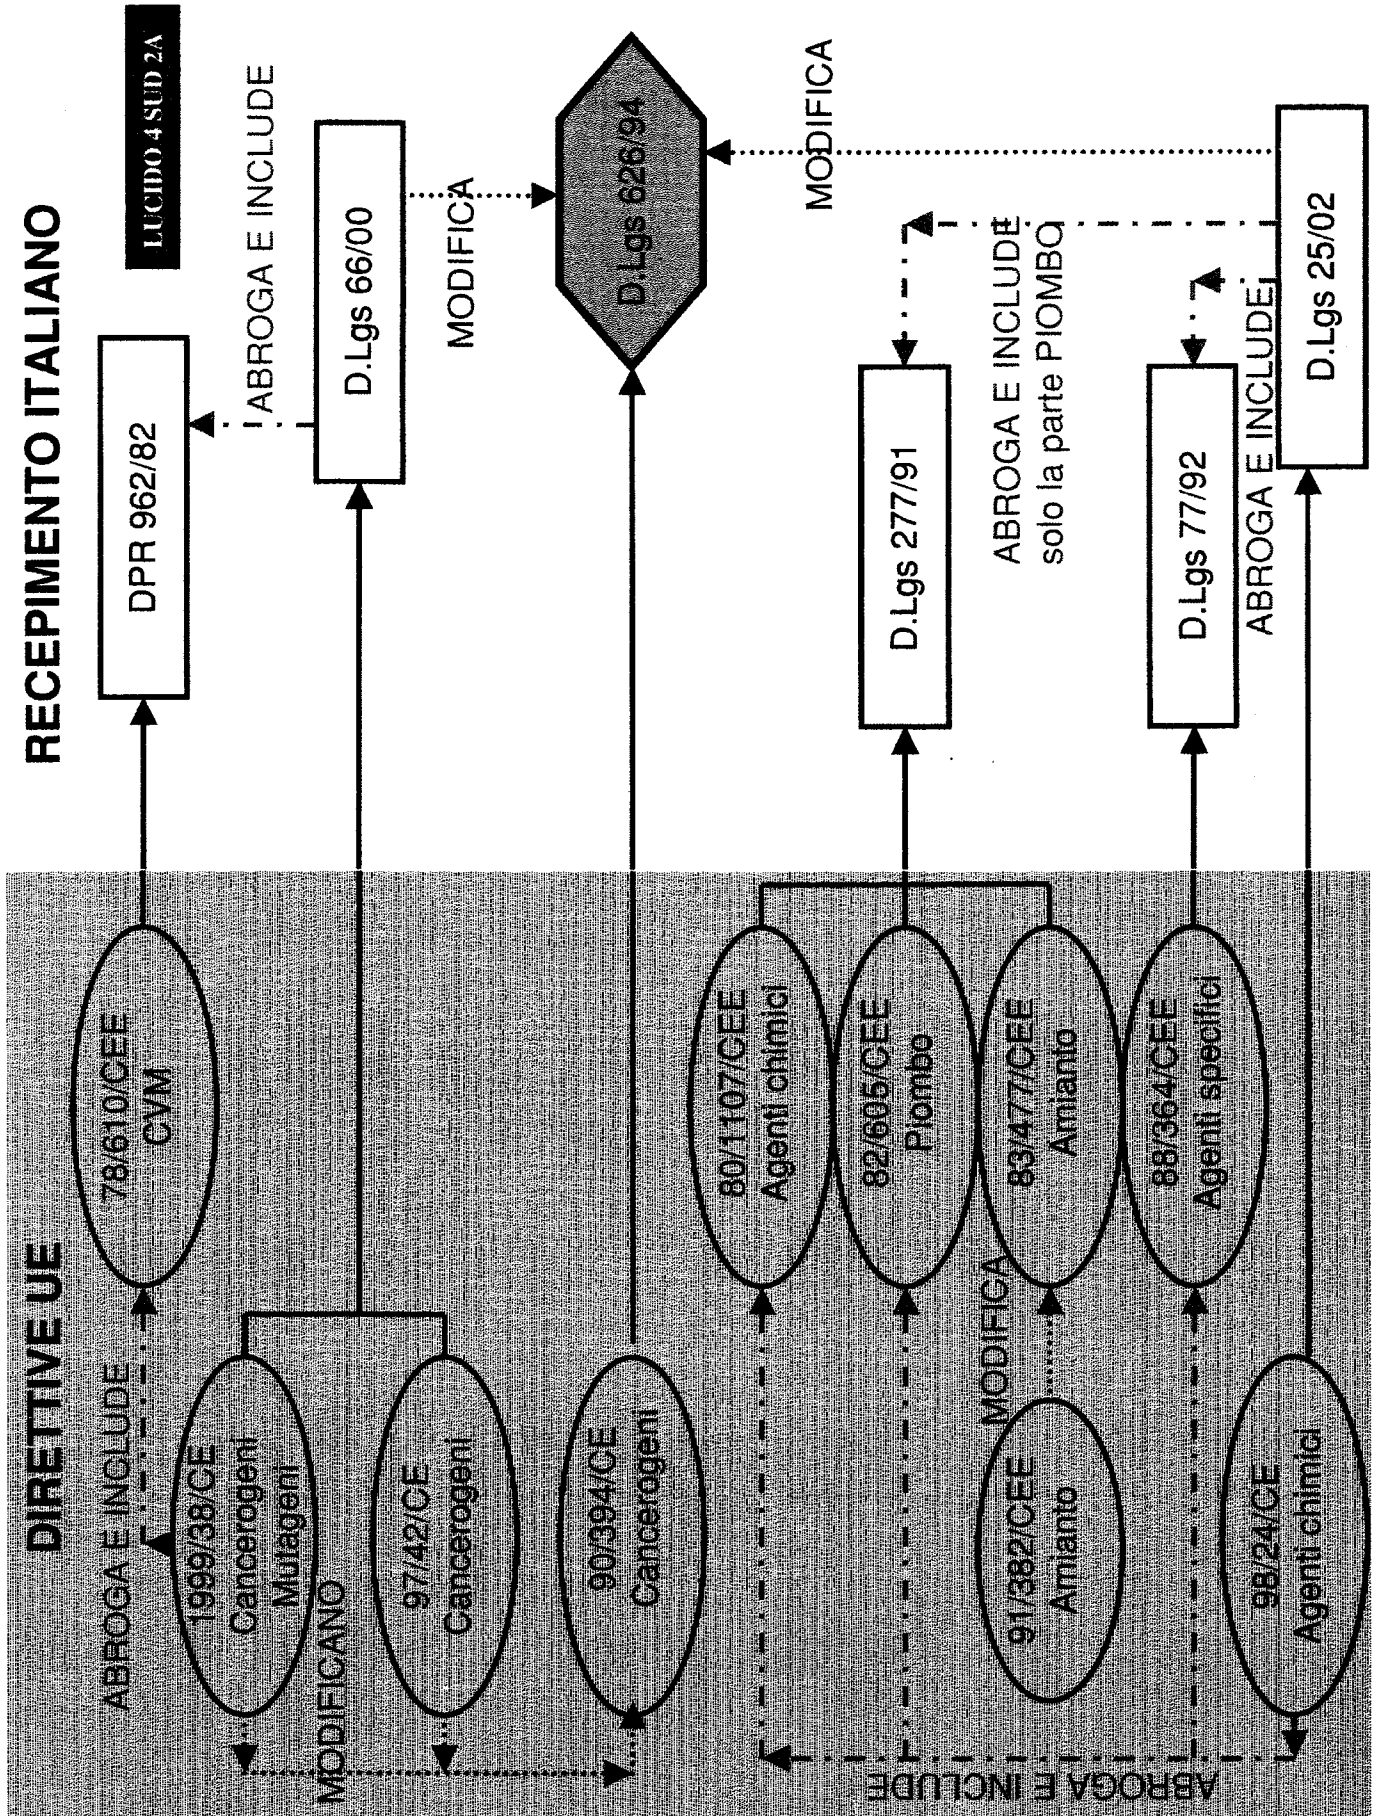 DIRETTIVE UE
RECEPIMENTO ITALIANO
LUCIDO 4 SUD 2A
ABROGA E INCLUDE
78/610/CEE
CVM
DPR 962/82
ABROGA E INCLUDE
1999/38/CE
Cancerogeni
Mutageni
MODIFICANO
97/42/CE
Cancerogeni
D.Lgs 66/00
MODIFICA
90/394/CE
Cancerogeni
D.Lgs 626/94
MODIFICA
80/1107/CEE
Agenti chimici
82/605/CEE
Piombo
D.Lgs 277/91
ABROGA E INCLUDE
solo la parte PIOMBO
MODIFICA
91/382/CEE
Amianto
83/477/CEE
Amianto
88/364/CEE
Agenti specifici
D.Lgs 77/92
ABROGA E INCLUDE
ABROGA E INCLUDE
98/24/CE
Agenti chimici
D.Lgs 25/02